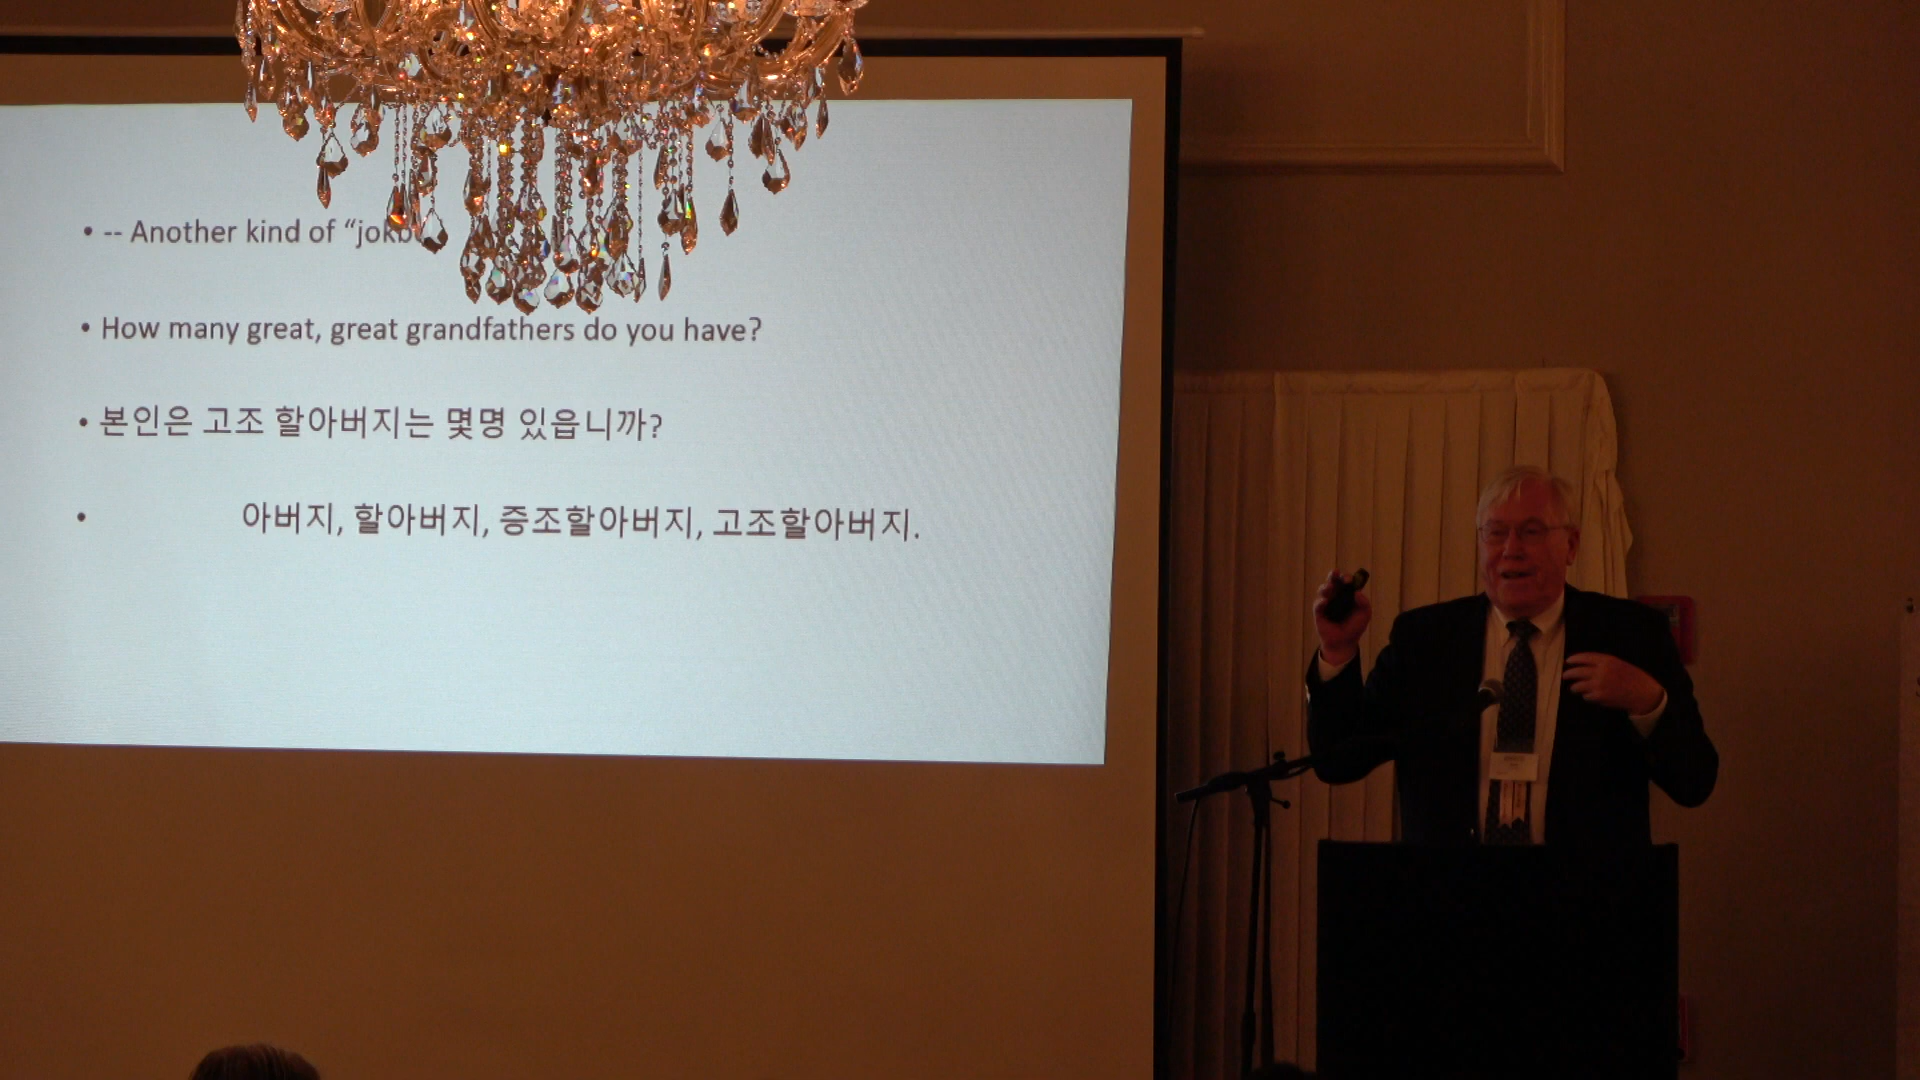 • -- Another kind of
• How many great, great grandfathers do you have?
• 본인은 고조 할아버지는 몇명 있읍니까?
• 아버지, 할아버지, 증조할아버지, 고조할아버지.